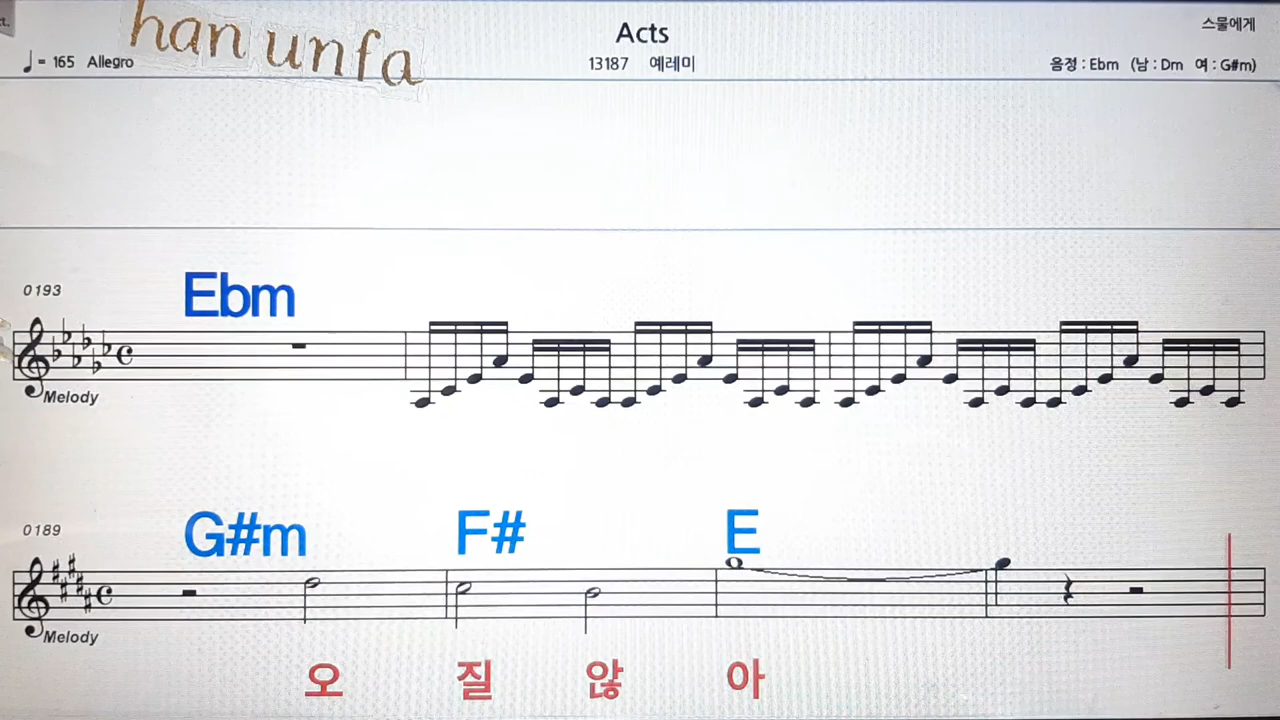 ct.
han unfa
Acts
스물에게
♩= 165 Allegro
13187 예레미
음정 : Ebm (남 : Dm 여 : G#m)
0193
Ebm
Melody
0189
G#m F# E
Melody
오 질 않 아